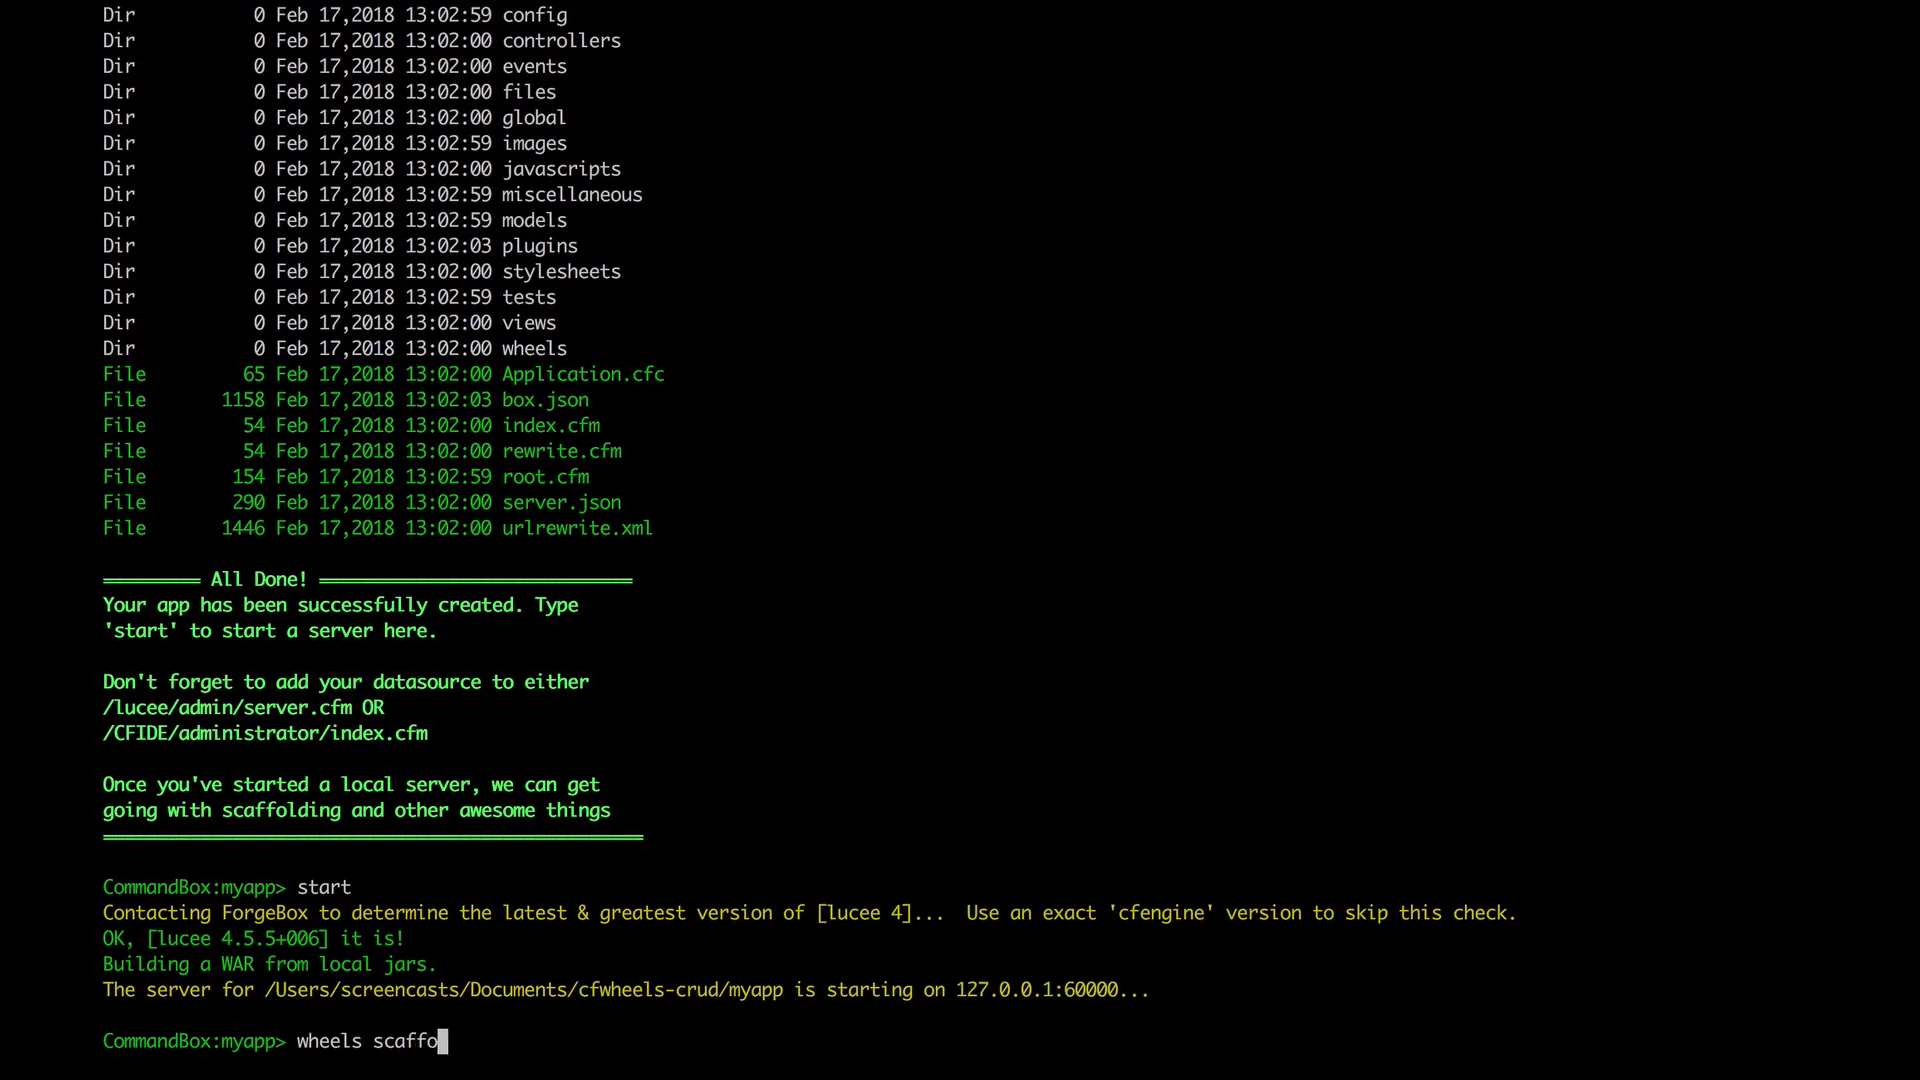 Dir           0 Feb 17,2018 13:02:59 config
Dir           0 Feb 17,2018 13:02:00 controllers
Dir           0 Feb 17,2018 13:02:00 events
Dir           0 Feb 17,2018 13:02:00 files
Dir           0 Feb 17,2018 13:02:00 global
Dir           0 Feb 17,2018 13:02:59 images
Dir           0 Feb 17,2018 13:02:00 javascripts
Dir           0 Feb 17,2018 13:02:59 miscellaneous
Dir           0 Feb 17,2018 13:02:59 models
Dir           0 Feb 17,2018 13:02:03 plugins
Dir           0 Feb 17,2018 13:02:00 stylesheets
Dir           0 Feb 17,2018 13:02:59 tests
Dir           0 Feb 17,2018 13:02:00 views
Dir           0 Feb 17,2018 13:02:00 wheels
File         65 Feb 17,2018 13:02:00 Application.cfc
File       1158 Feb 17,2018 13:02:03 box.json
File         54 Feb 17,2018 13:02:00 index.cfm
File         54 Feb 17,2018 13:02:00 rewrite.cfm
File        154 Feb 17,2018 13:02:59 root.cfm
File        290 Feb 17,2018 13:02:00 server.json
File       1446 Feb 17,2018 13:02:00 urlrewrite.xml
═════════ All Done! ═════════════════════════════
Your app has been successfully created. Type
'start' to start a server here.
Don't forget to add your datasource to either
/lucee/admin/server.cfm OR
/CFIDE/administrator/index.cfm
Once you've started a local server, we can get
going with scaffolding and other awesome things
══════════════════════════════════════════════════
CommandBox:myapp> start
Contacting ForgeBox to determine the latest & greatest version of [lucee 4]...  Use an exact 'cfengine' version to skip this check.
OK, [lucee 4.5.5+006] it is!
Building a WAR from local jars.
The server for /Users/screencasts/Documents/cfwheels-crud/myapp is starting on 127.0.0.1:60000...
CommandBox:myapp> wheels scaffo